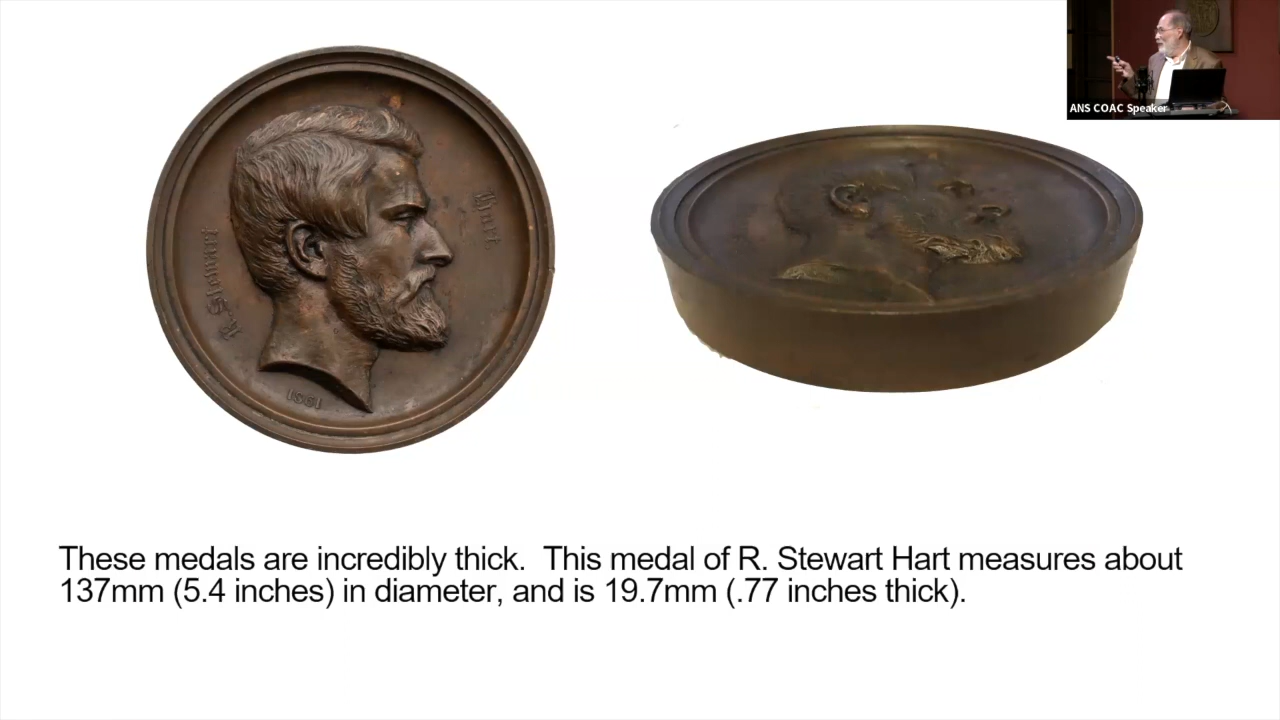 R. Stewart
Hart.
1851
ANS COAC Speaker
These medals are incredibly thick.  This medal of R. Stewart Hart measures about
137mm (5.4 inches) in diameter, and is 19.7mm (.77 inches thick).